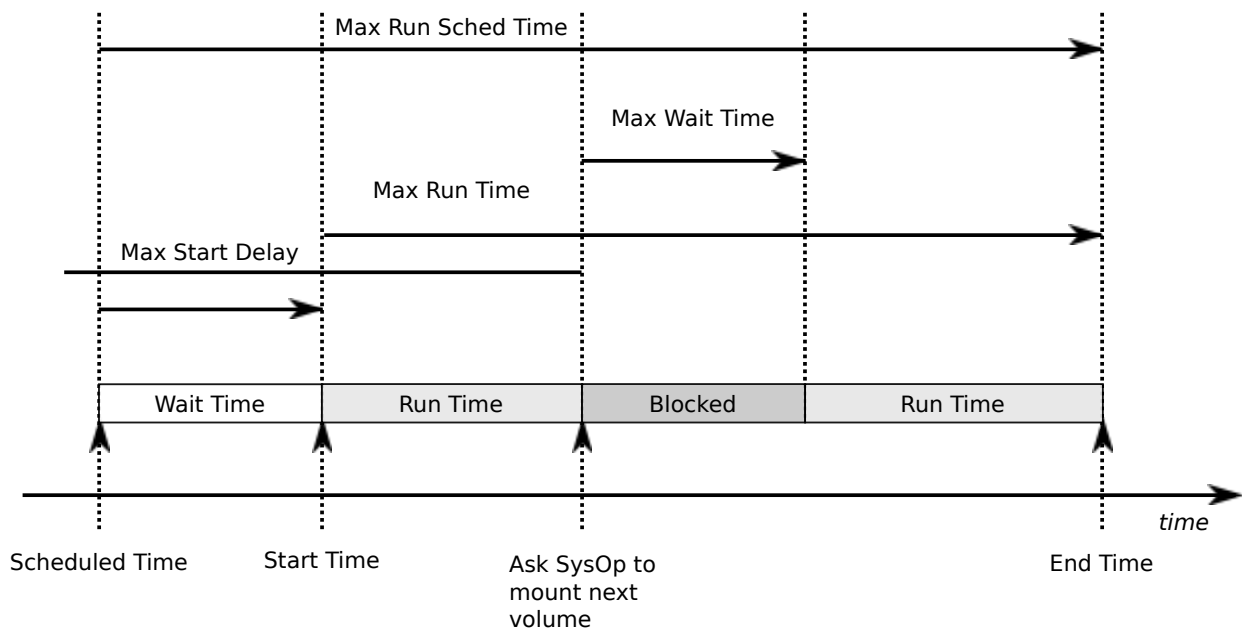 Max Run Sched Time
Max Wait Time
Max Run Time
Max Start Delay
Wait Time
Run Time
Blocked
Run Time
time
Scheduled Time
Start Time
Ask SysOp to
mount next
volume
End Time